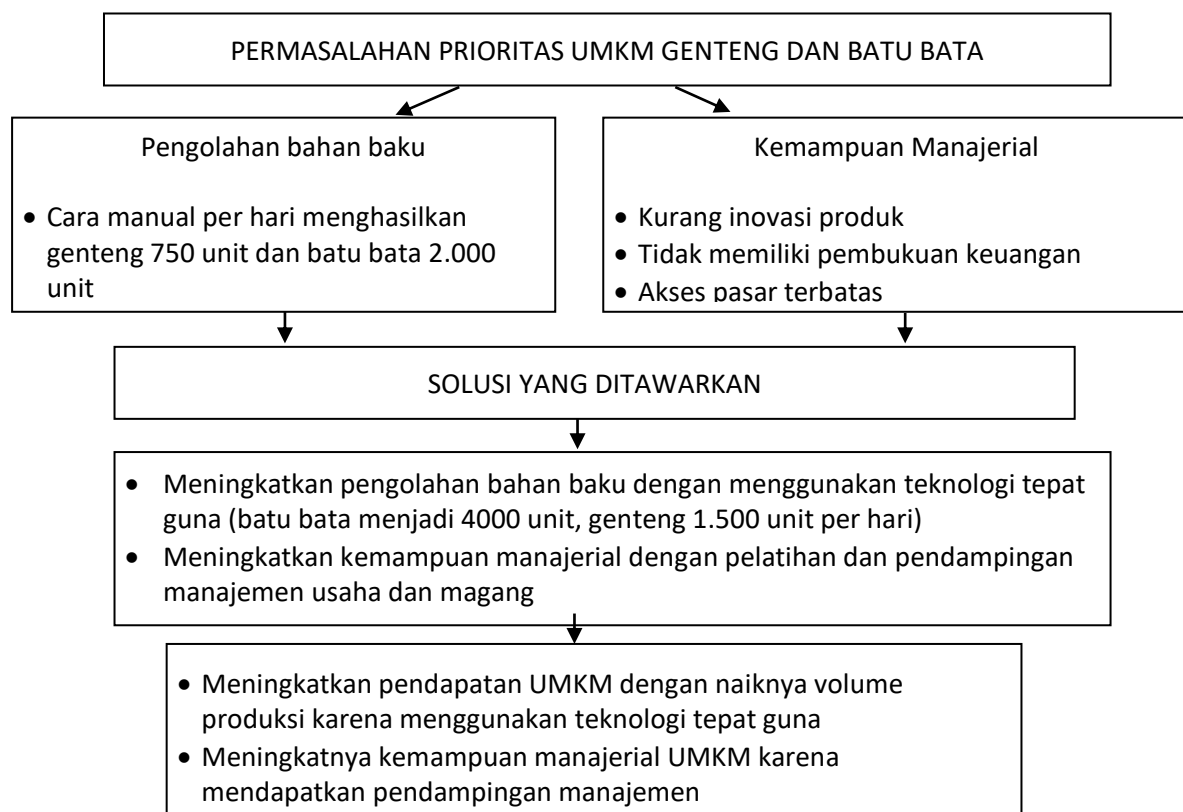 PERMASALAHAN PRIORITAS UMKM GENTENG DAN BATU BATA
Pengolahan bahan baku
• Cara manual per hari menghasilkan
genteng 750 unit dan batu bata 2.000
unit
Kemampuan Manajerial
• Kurang inovasi produk
• Tidak memiliki pembukuan keuangan
• Akses pasar terbatas
SOLUSI YANG DITAWARKAN
• Meningkatkan pengolahan bahan baku dengan menggunakan teknologi tepat
guna (batu bata menjadi 4000 unit, genteng 1.500 unit per hari)
• Meningkatkan kemampuan manajerial dengan pelatihan dan pendampingan
manajemen usaha dan magang
• Meningkatkan pendapatan UMKM dengan naiknya volume
produksi karena menggunakan teknologi tepat guna
• Meningkatnya kemampuan manajerial UMKM karena
mendapatkan pendampingan manajemen